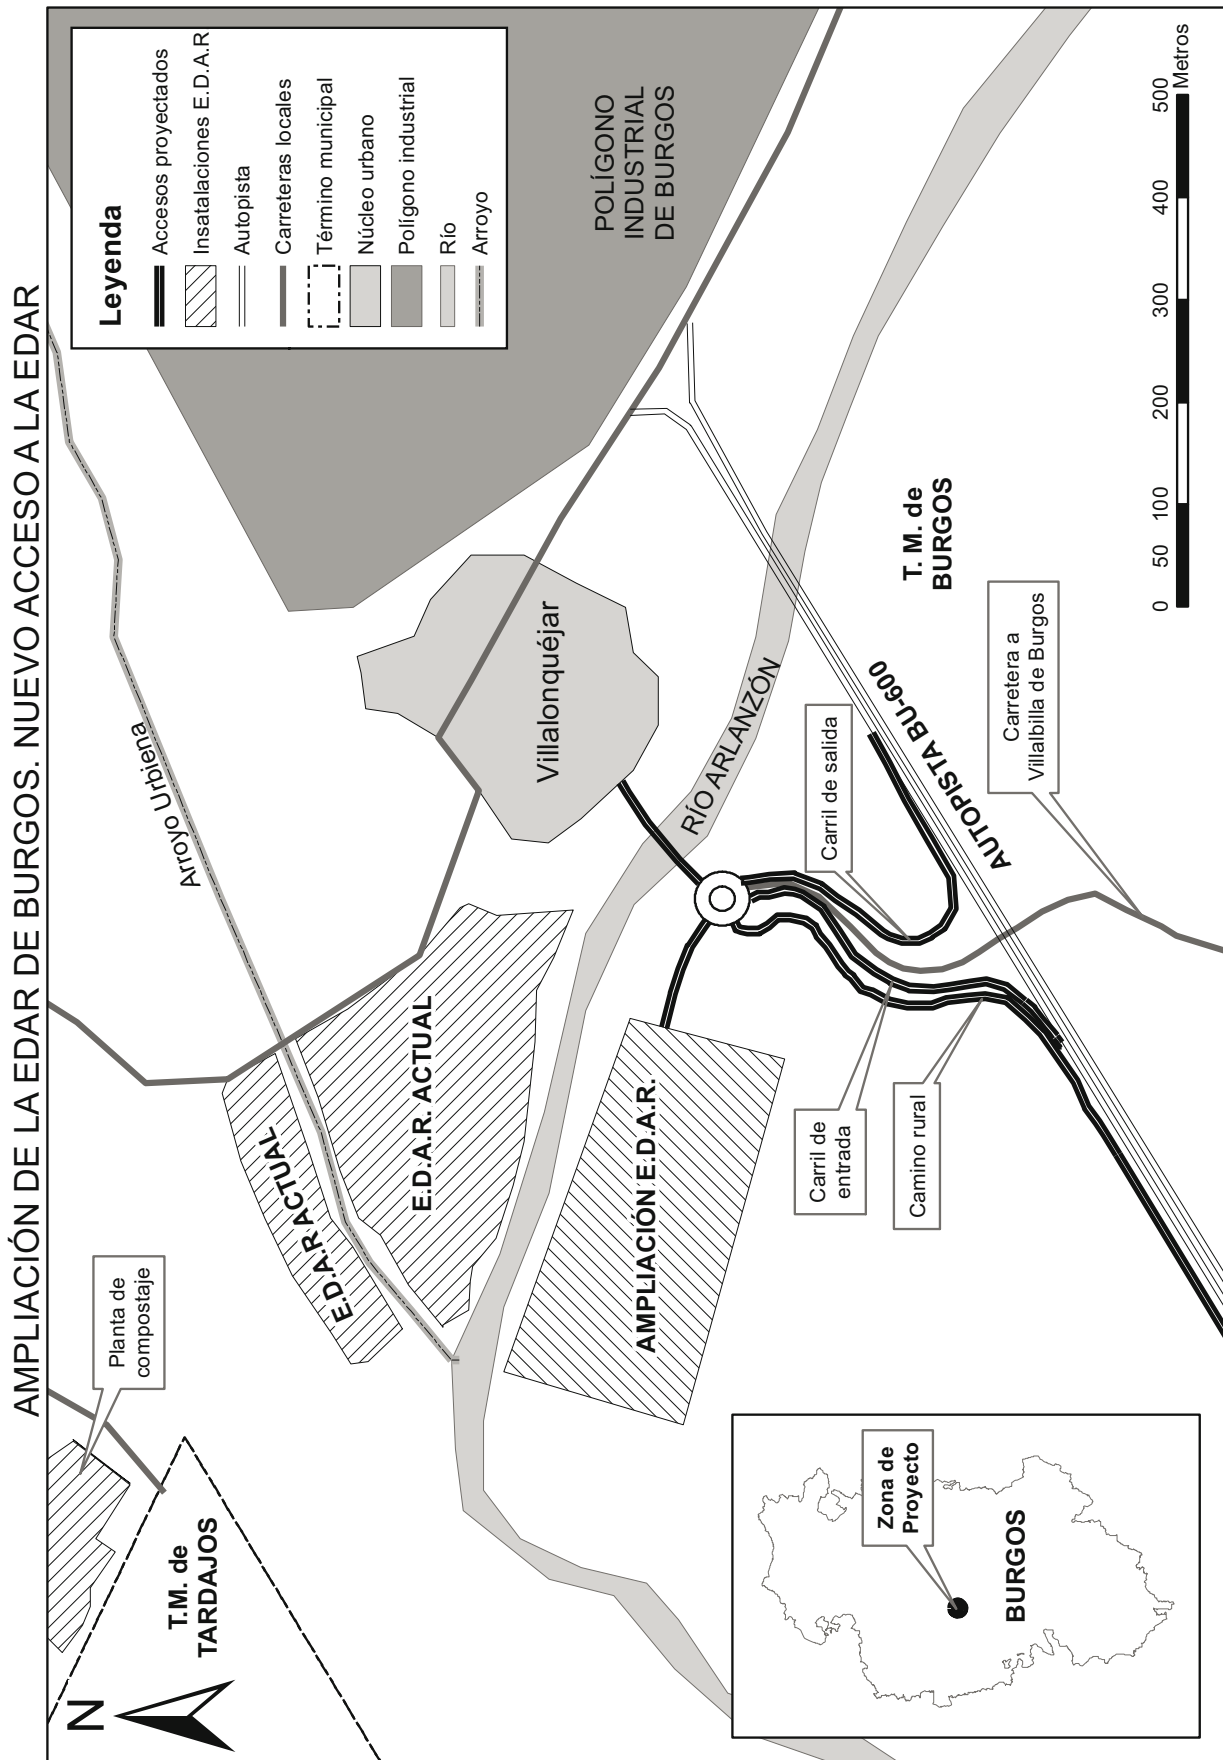 AMPLIACIÓN DE LA EDAR DE BURGOS. NUEVO ACCESO A LA EDAR
N
T.M. de
TARDAJOS
Planta de
compostaje
E.D.A.R ACTUAL
E.D.A.R. ACTUAL
AMPLIACIÓN E.D.A.R.
Arroyo Urbiena
Villalonquéjar
RÍO ARLANZÓN
POLÍGONO
INDUSTRIAL
DE BURGOS
Leyenda
Accesos proyectados
Insatalaciones E.D.A.R
Autopista
Carreteras locales
Término municipal
Núcleo urbano
Polígono industrial
Río
Arroyo
Carril de
entrada
Camino rural
Carril de salida
AUTOPISTA BU-600
T. M. de
BURGOS
Carretera a
Villalbilla de Burgos
Zona de
Proyecto
BURGOS
0 50 100 200 300 400 500
Metros